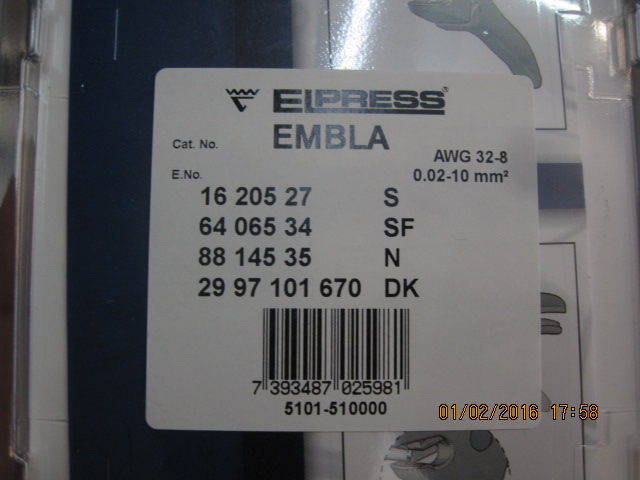 ELPRESS®
Cat. No. EMBLA
AWG 32-8
E.No. 0.02-10 mm²
16 205 27 S
64 065 34 SF
88 145 35 N
29 97 101 670 DK
7 393487 025981
5101-510000
01/02/2016 17:58